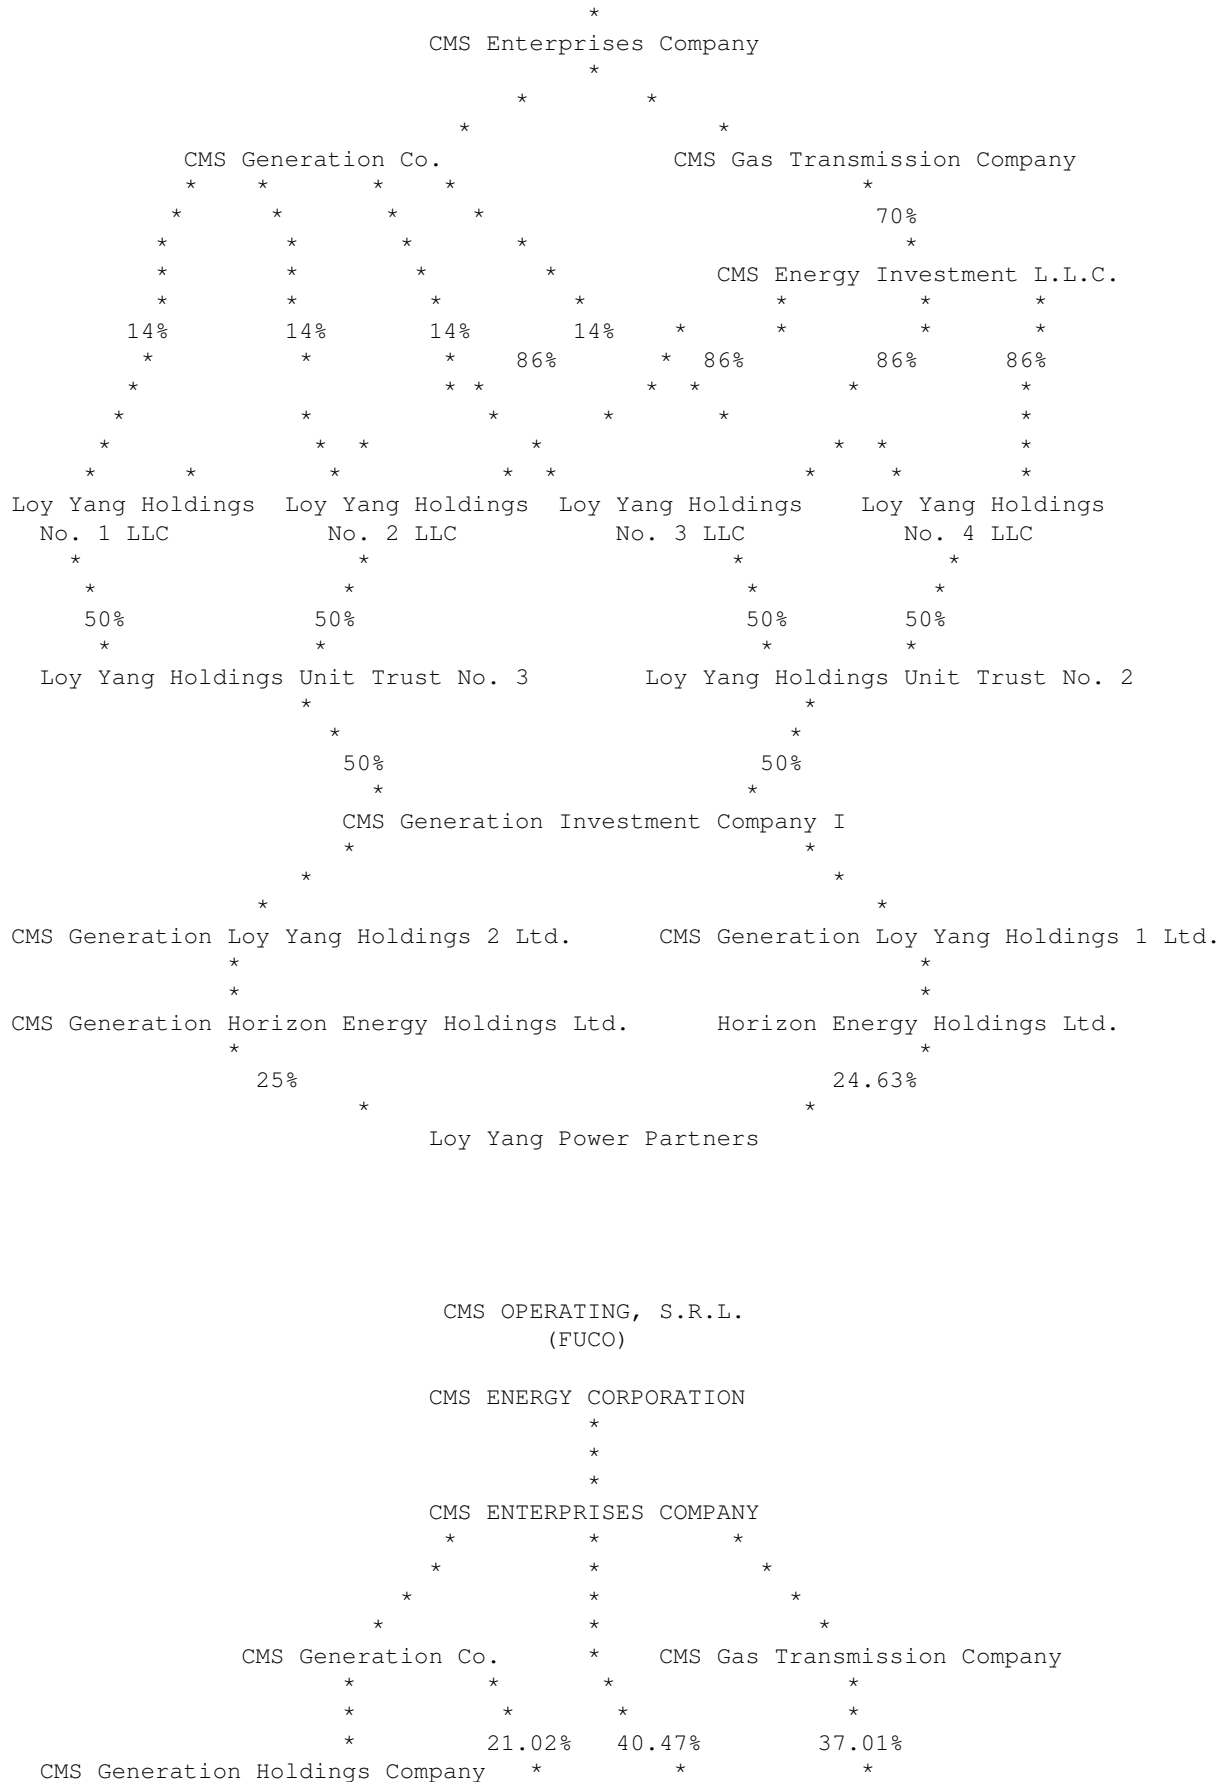 *
CMS Enterprises Company
*
* *
* *
CMS Generation Co. CMS Gas Transmission Company
* * * * *
* * * * 70%
* * * * *
* * * * CMS Energy Investment L.L.C.
* * * * * * *
14% 14% 14% 14% * * * *
* * * 86% * 86% 86% 86%
* * * * * * *
* * * * * *
* * * * * * *
* * * * * * * *
Loy Yang Holdings Loy Yang Holdings Loy Yang Holdings Loy Yang Holdings
No. 1 LLC No. 2 LLC No. 3 LLC No. 4 LLC
* * * *
* * * *
50% 50% 50% 50%
* * * *
Loy Yang Holdings Unit Trust No. 3 Loy Yang Holdings Unit Trust No. 2
* *
* *
50% 50%
* *
CMS Generation Investment Company I
* *
* *
* *
CMS Generation Loy Yang Holdings 2 Ltd. CMS Generation Loy Yang Holdings 1 Ltd.
* *
* *
CMS Generation Horizon Energy Holdings Ltd. Horizon Energy Holdings Ltd.
* *
25% 24.63%
* *
Loy Yang Power Partners
CMS OPERATING, S.R.L.
(FUCO)
CMS ENERGY CORPORATION
*
*
*
CMS ENTERPRISES COMPANY
* * *
* * *
* * *
* * *
CMS Generation Co. * CMS Gas Transmission Company
* * * *
* * * *
* 21.02% 40.47% 37.01%
CMS Generation Holdings Company * * *